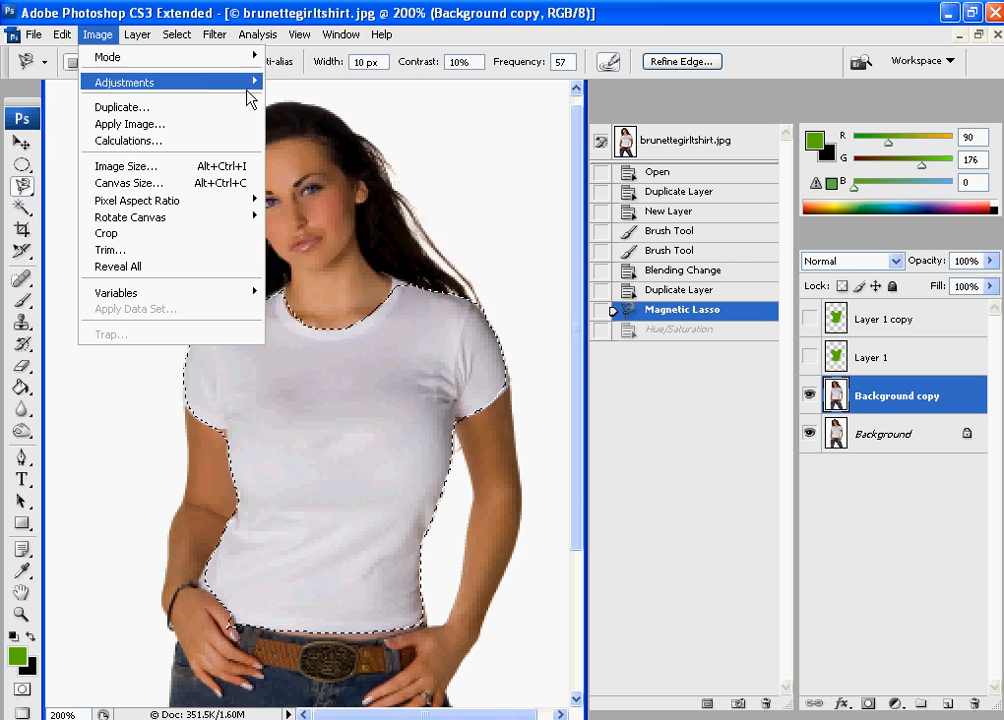 Ps Adobe Photoshop CS3 Extended - [© brunettegirltshirt.jpg @ 200% (Background copy, RGB/8)]
File Edit Image Layer Select Filter Analysis View Window Help
ti-alias Width: 10 px Contrast: 10% Frequency: 57 Refine Edge... Workspace
Mode
Adjustments
Duplicate...
Apply Image...
Calculations...
Image Size... Alt+Ctrl+I
Canvas Size... Alt+Ctrl+C
Pixel Aspect Ratio
Rotate Canvas
Crop
Trim...
Reveal All
Variables
Apply Data Set...
Trap...
Ps
T
brunettegirltshirt.jpg
Open
Duplicate Layer
New Layer
Brush Tool
Brush Tool
Blending Change
Duplicate Layer
Magnetic Lasso
Hue/Saturation
R 90
G 176
B 0
Normal Opacity: 100%
Lock: Fill: 100%
Layer 1 copy
Layer 1
Background copy
Background
200% © Doc: 351.5K/1.60M